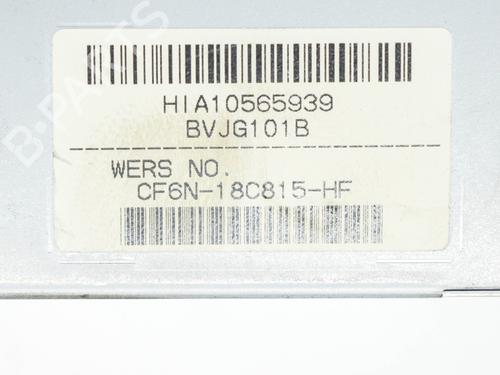 HIA10565939
BVJG101B
WERS NO.
CF6N-18C815-HF
B-PARTS